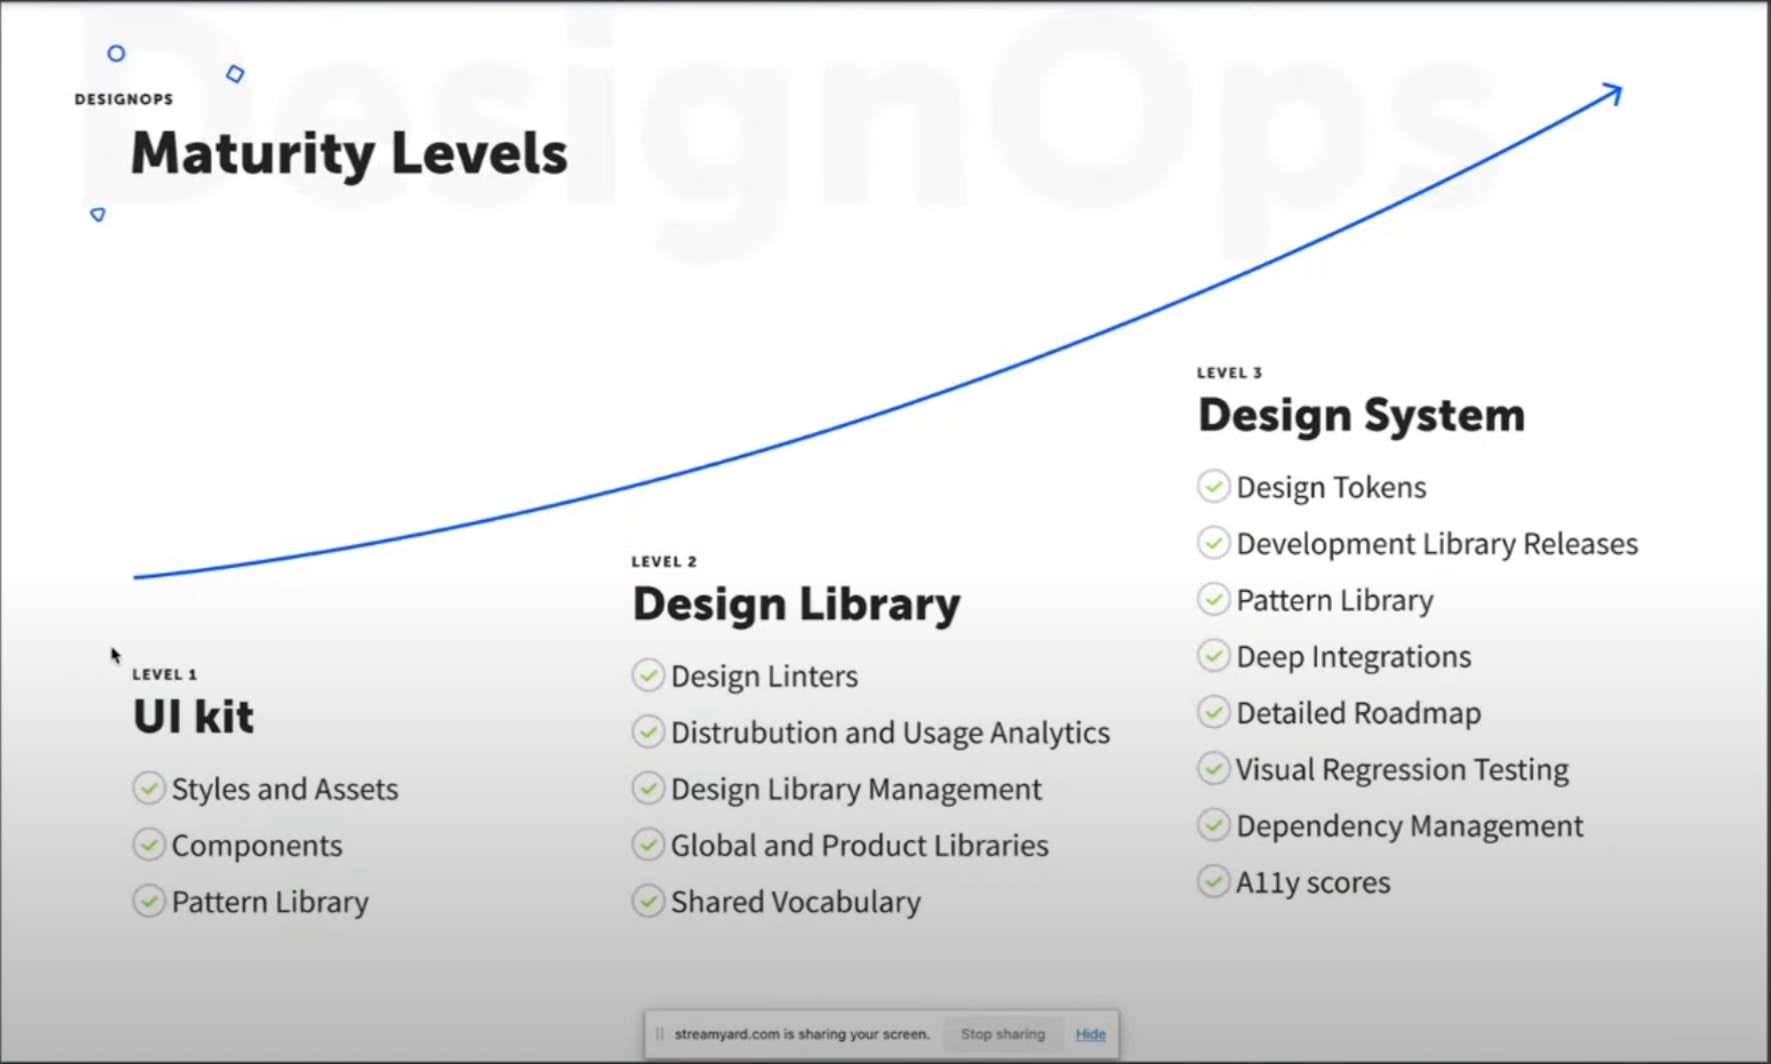 DesignOps
DESIGNOPS
Maturity Levels
LEVEL 1
UI kit
Styles and Assets
Components
Pattern Library
LEVEL 2
Design Library
Design Linters
Distrubution and Usage Analytics
Design Library Management
Global and Product Libraries
Shared Vocabulary
LEVEL 3
Design System
Design Tokens
Development Library Releases
Pattern Library
Deep Integrations
Detailed Roadmap
Visual Regression Testing
Dependency Management
A11y scores
streamyard.com is sharing your screen. Stop sharing Hide